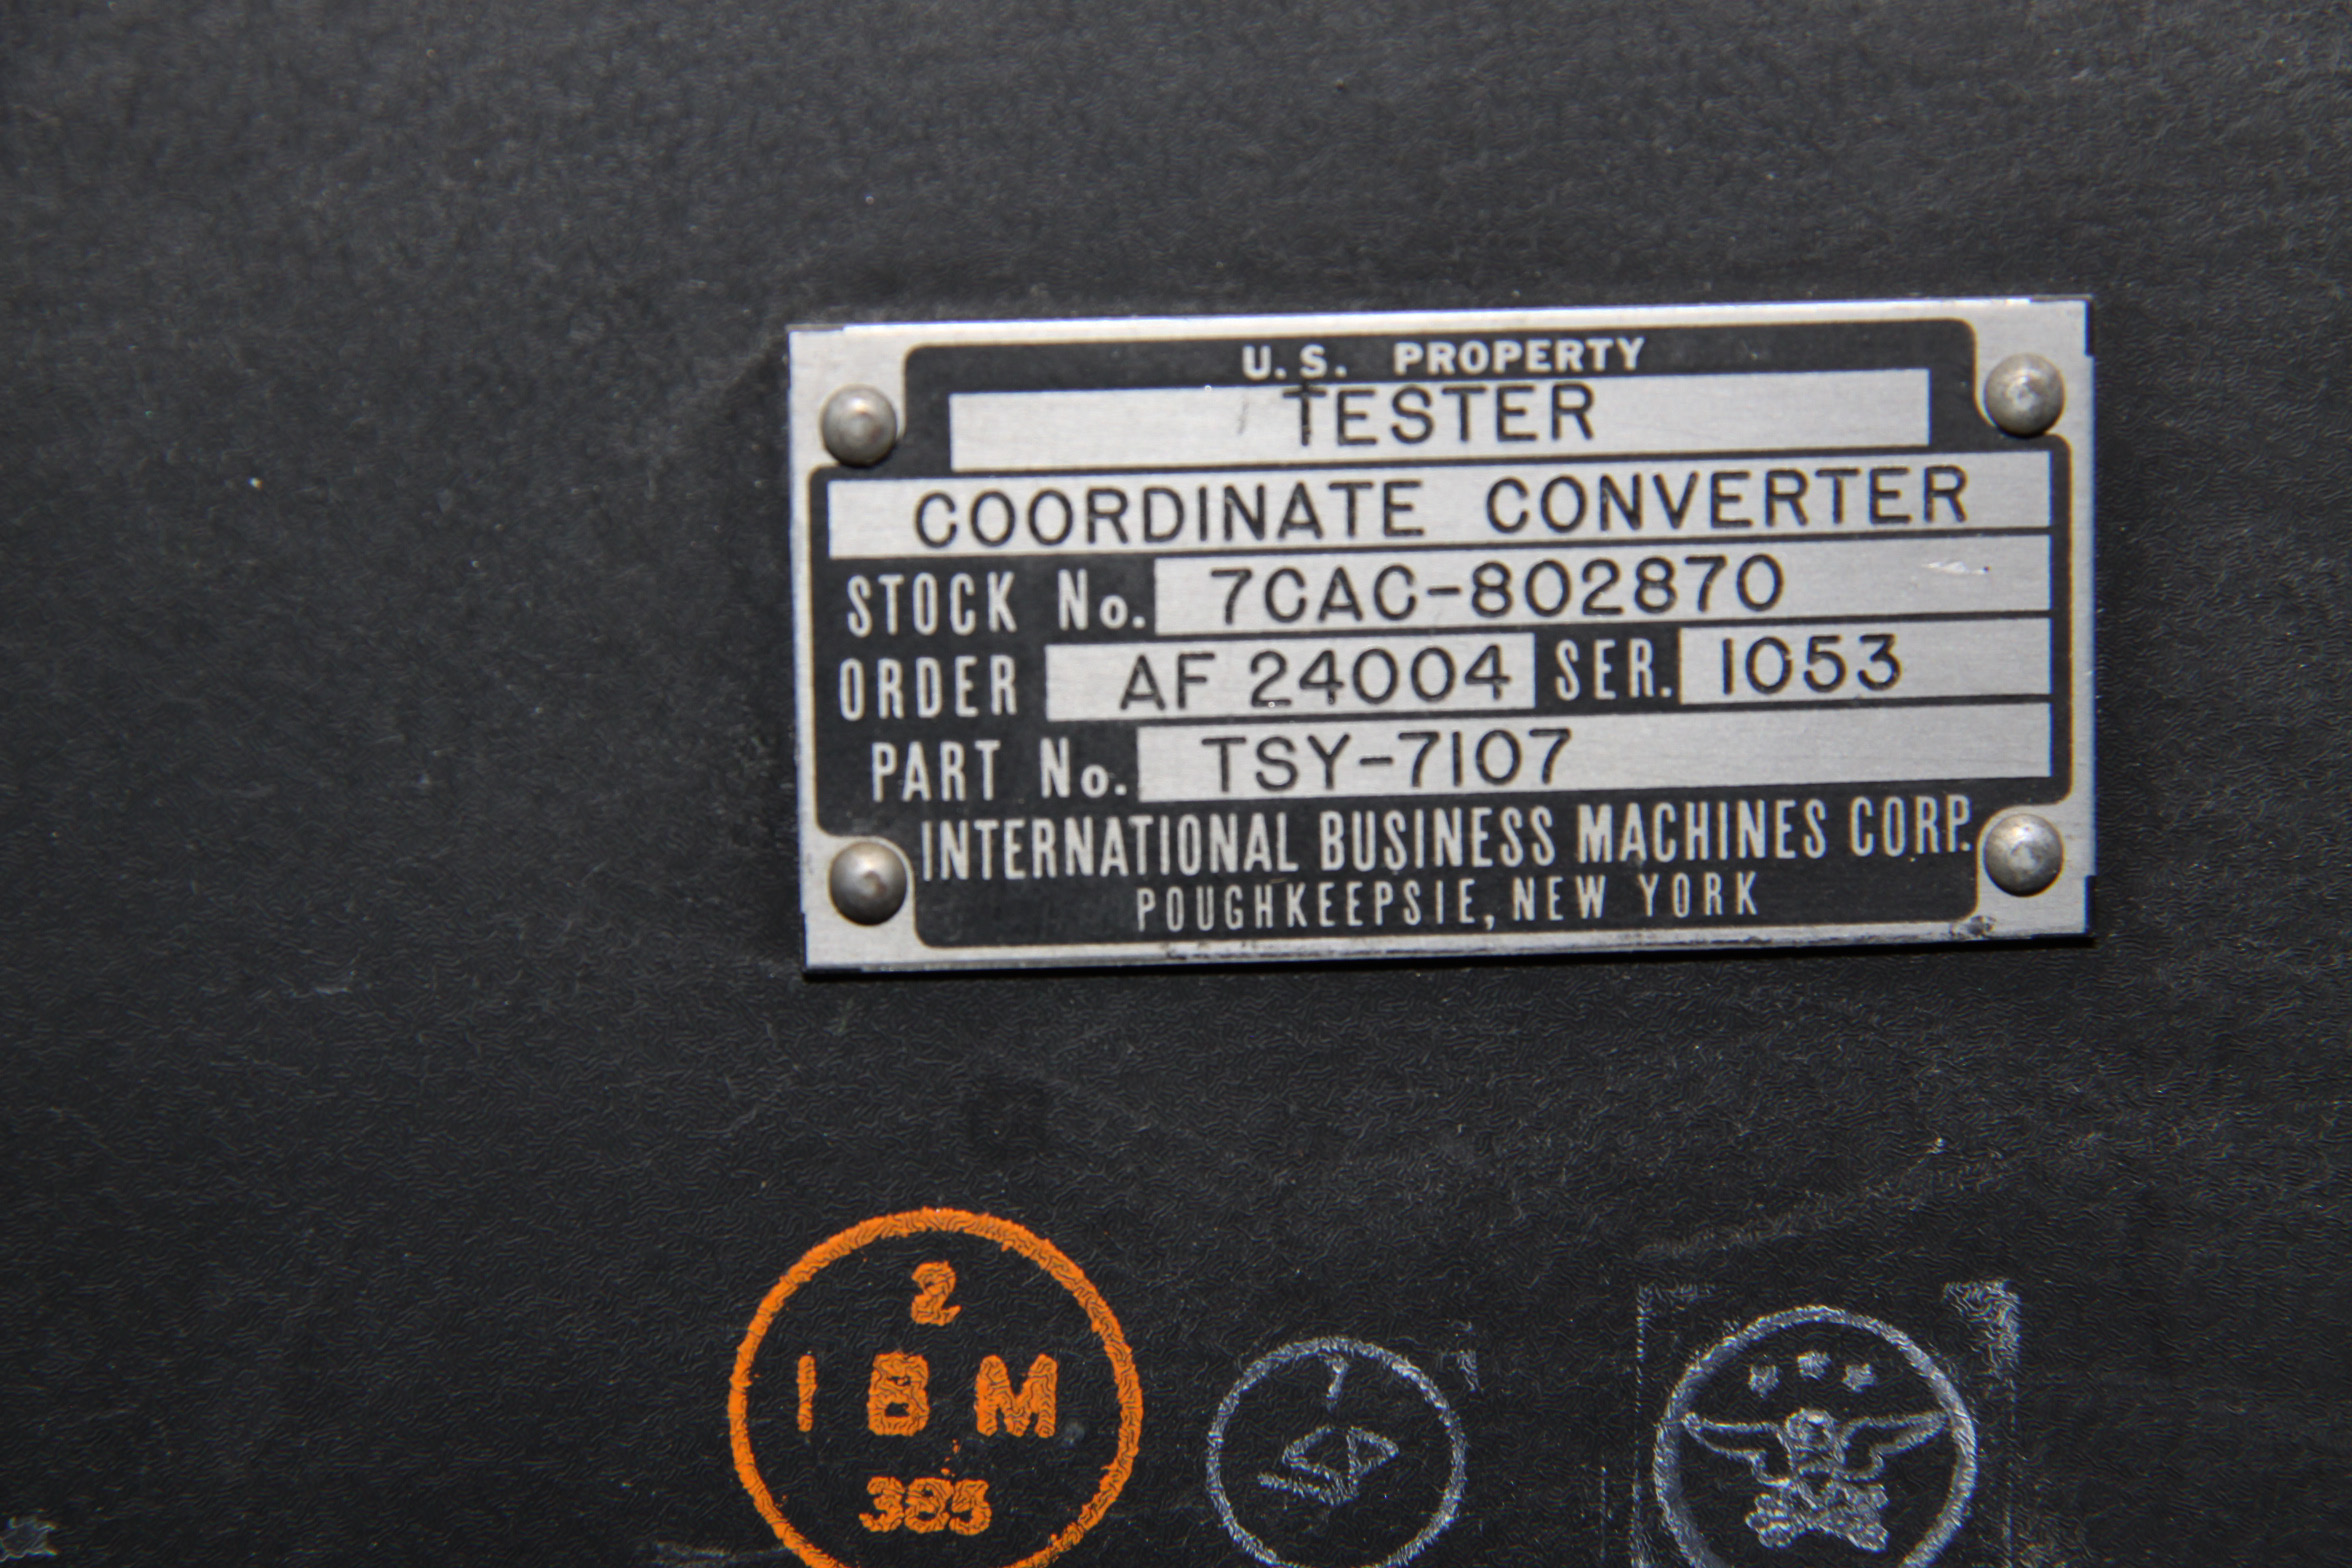 U.S. PROPERTY
TESTER
COORDINATE CONVERTER
STOCK No. 7CAC-802870
ORDER AF 24004 SER. 1053
PART No. TSY-7107
INTERNATIONAL BUSINESS MACHINES CORP.
POUGHKEEPSIE, NEW YORK
2
IBM
385